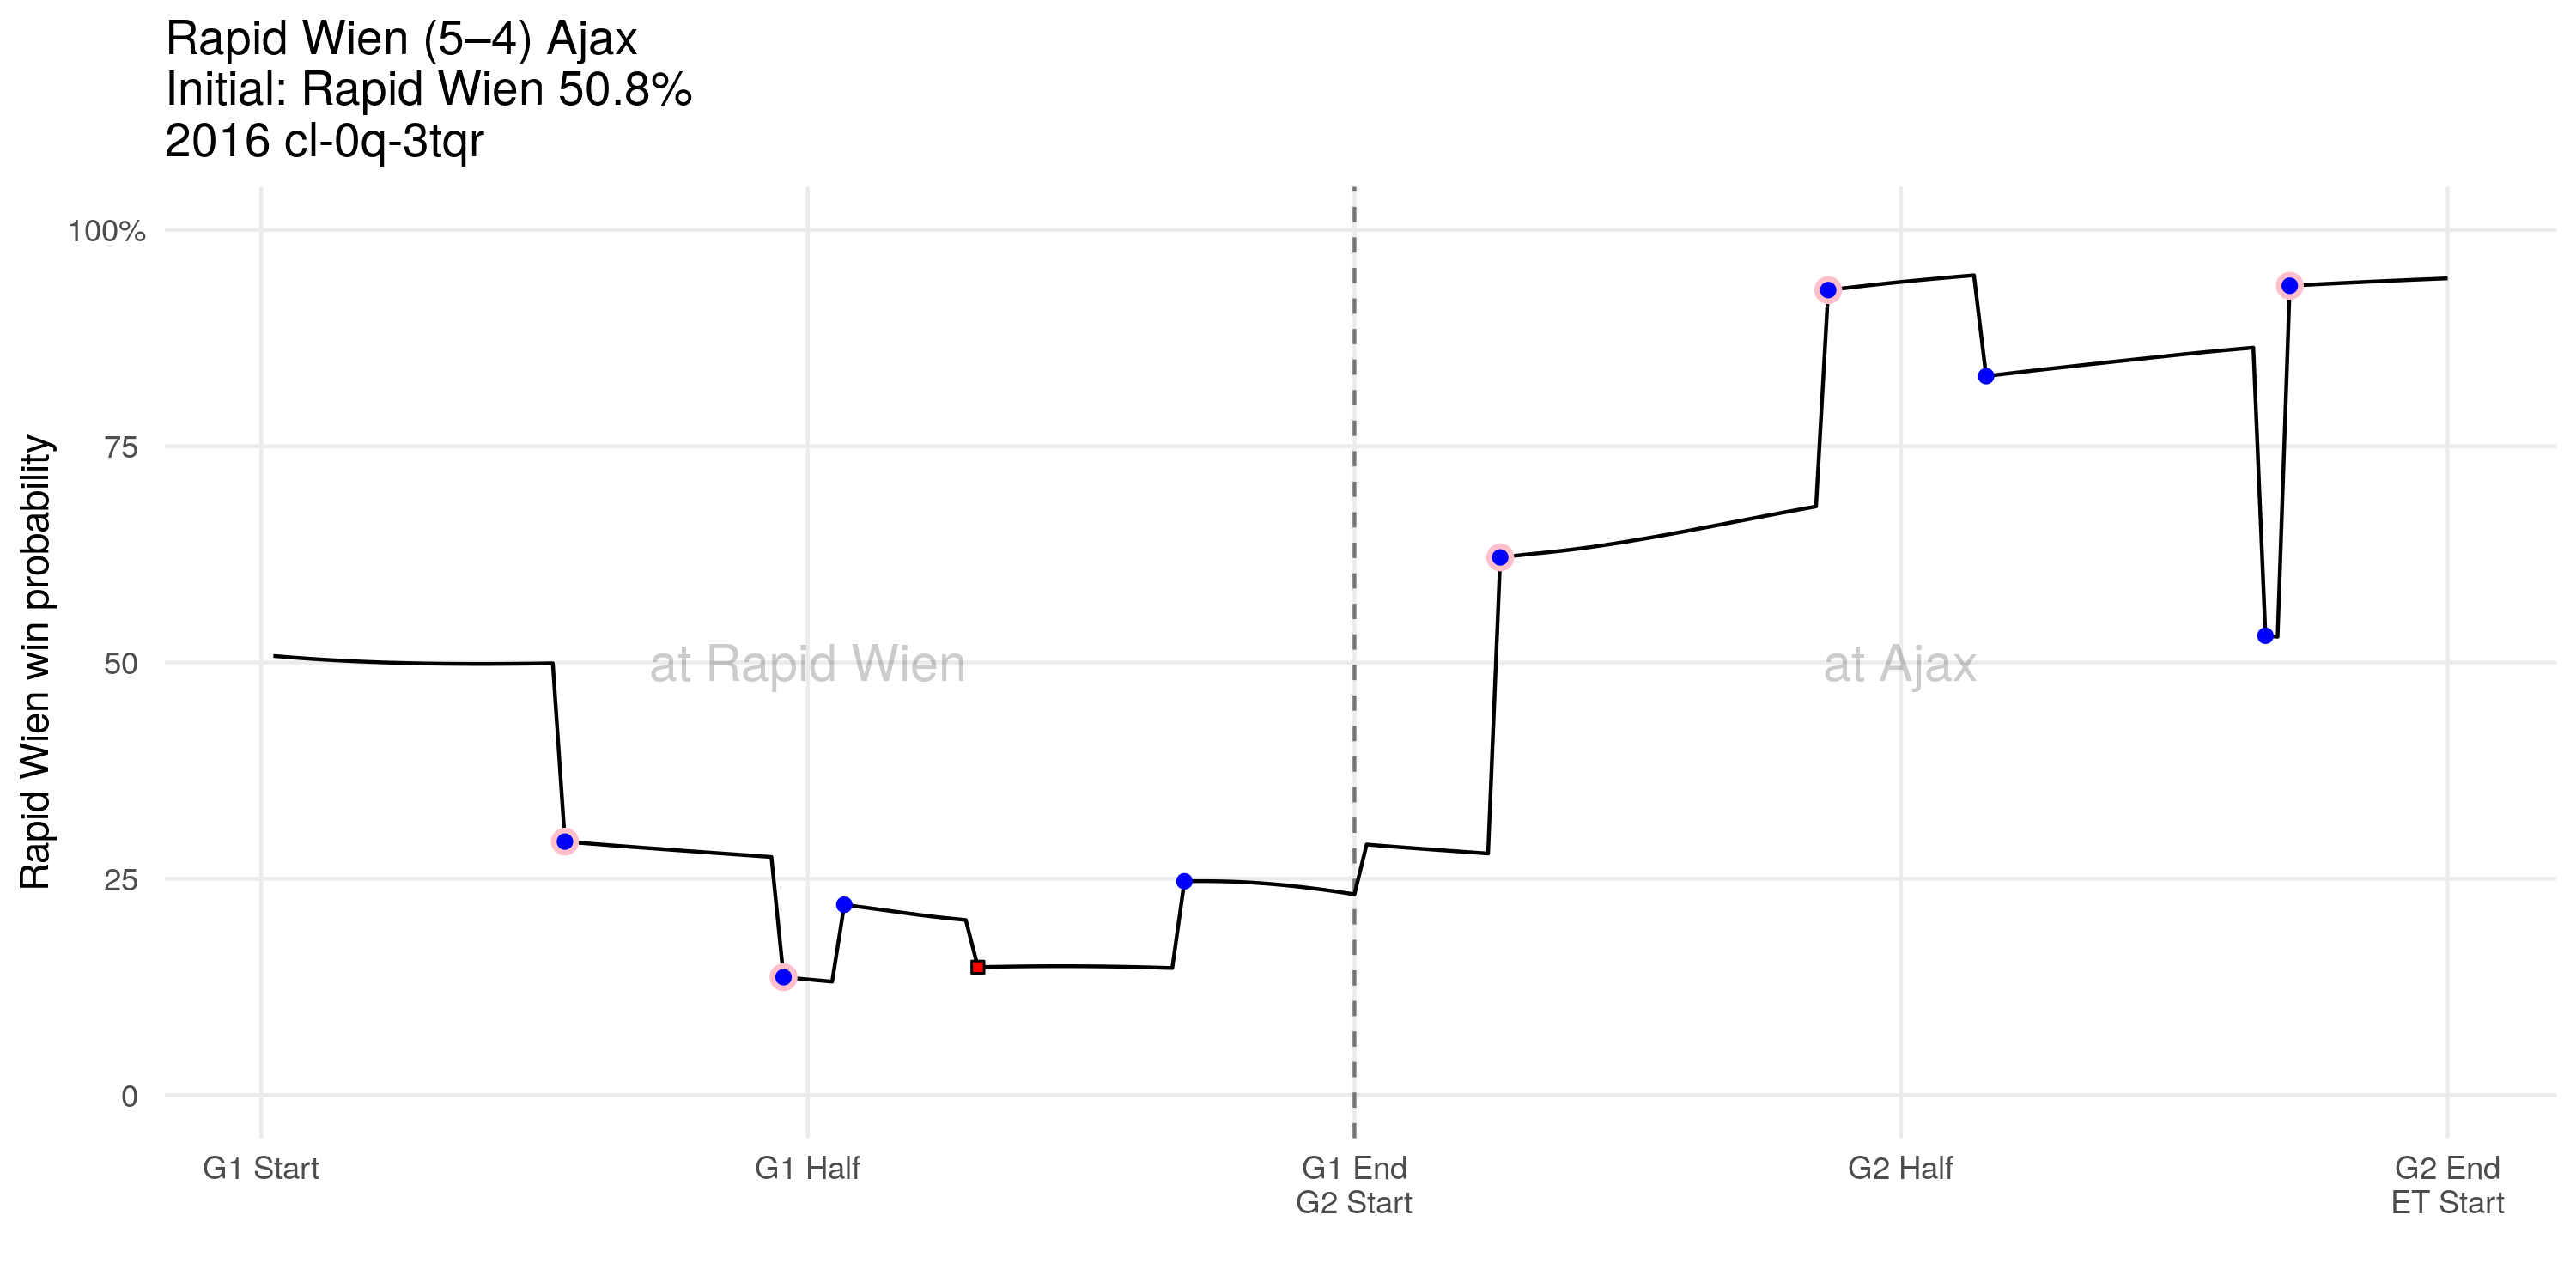 Rapid Wien (5–4) Ajax
Initial: Rapid Wien 50.8%
2016 cl-0q-3tqr
Rapid Wien win probability
100%
75
50
25
0
at Rapid Wien
at Ajax
G1 Start
G1 Half
G1 End
G2 Start
G2 Half
G2 End
ET Start